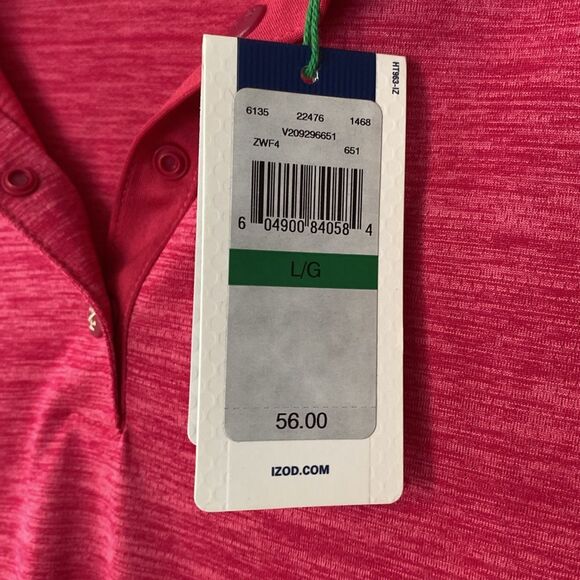 HT963-IZ
6135 22476 1468
V209296651
ZWF4 651
6 04900 84058 4
L/G
56.00
IZOD.COM